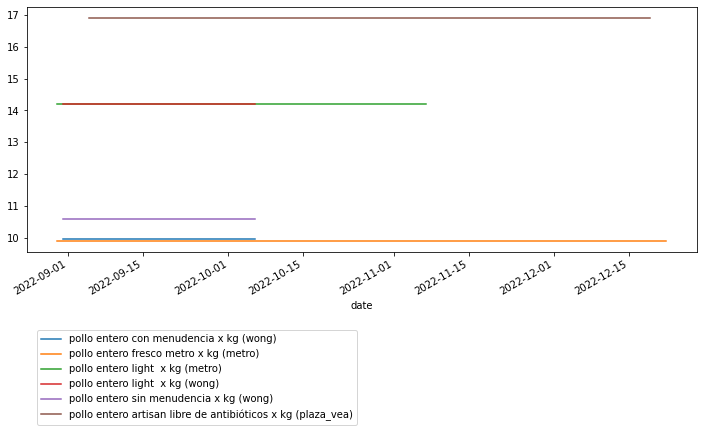 17
16
15
14
13
12
11
10
2022-09-01
2022-09-15
2022-10-01
2022-10-15
2022-11-01
2022-11-15
2022-12-01
2022-12-15
date
pollo entero con menudencia x kg (wong)
pollo entero fresco metro x kg (metro)
pollo entero light  x kg (metro)
pollo entero light  x kg (wong)
pollo entero sin menudencia x kg (wong)
pollo entero artisan libre de antibióticos x kg (plaza_vea)